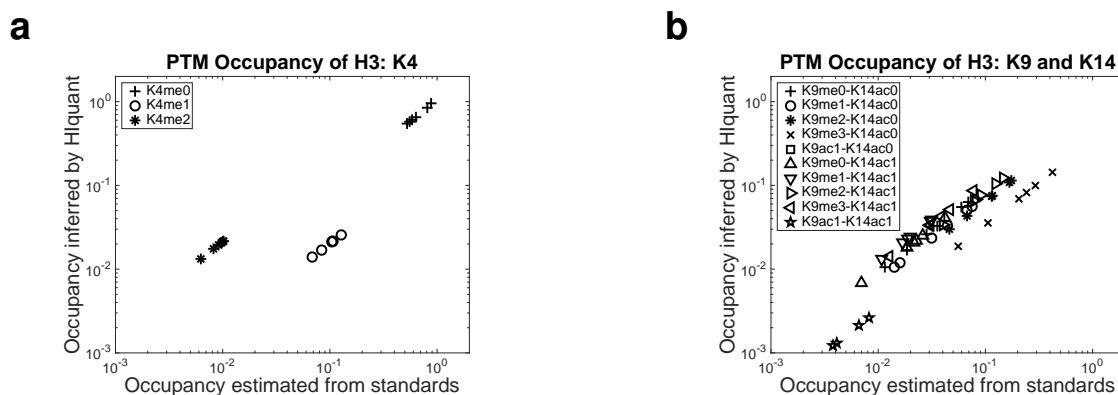 a
PTM Occupancy of H3: K4
Occupancy inferred by HIquant
10^0
10^-1
10^-2
10^-3
K4me0
K4me1
K4me2
10^-3 10^-2 10^-1 10^0
Occupancy estimated from standards
b
PTM Occupancy of H3: K9 and K14
Occupancy inferred by HIquant
10^0
10^-1
10^-2
10^-3
K9me0-K14ac0
K9me1-K14ac0
K9me2-K14ac0
K9me3-K14ac0
K9ac1-K14ac0
K9me0-K14ac1
K9me1-K14ac1
K9me2-K14ac1
K9me3-K14ac1
K9ac1-K14ac1
10^-3 10^-2 10^-1 10^0
Occupancy estimated from standards